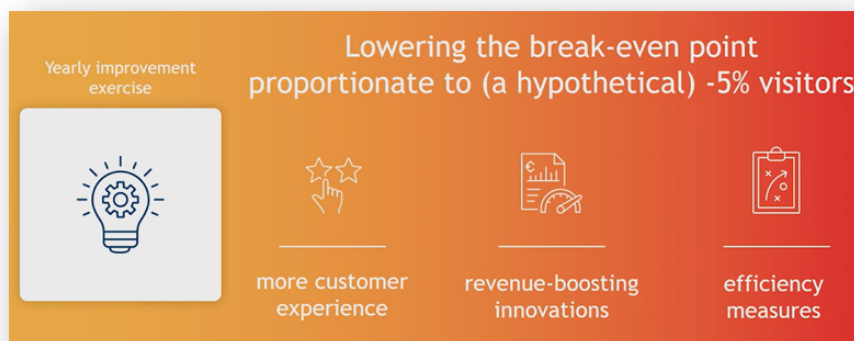 Yearly improvement
exercise
Lowering the break-even point
proportionate to (a hypothetical) -5% visitors
€
more customer
experience
revenue-boosting
innovations
efficiency
measures